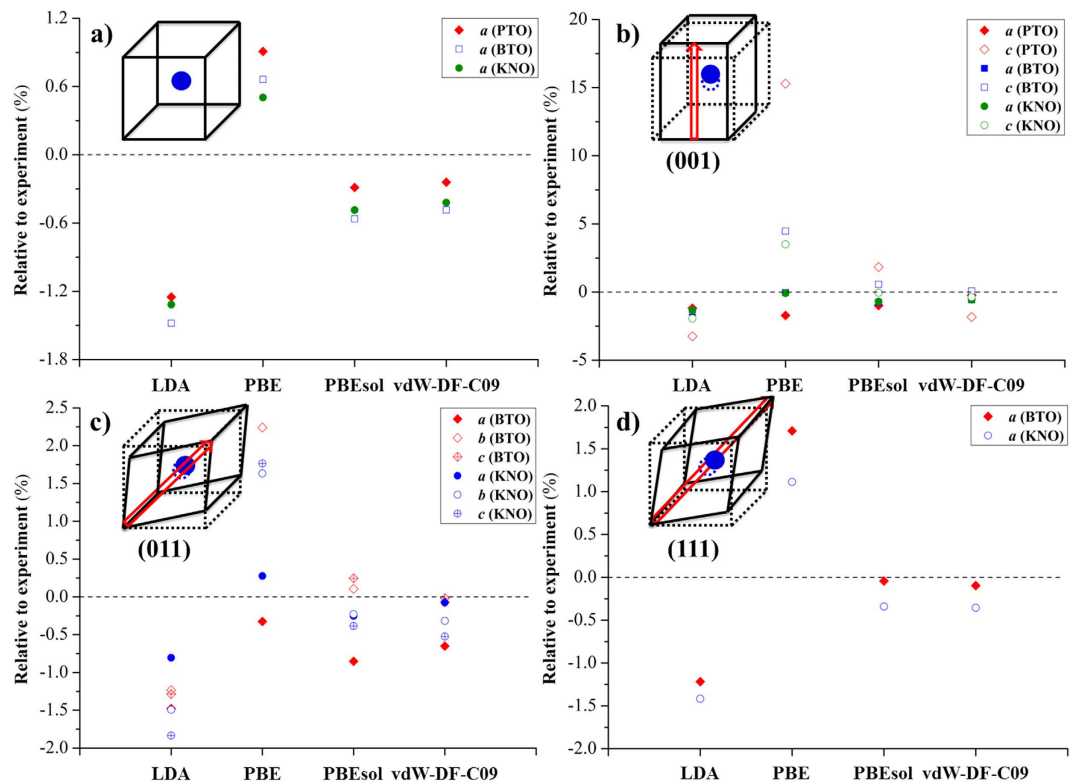 a)
Relative to experiment (%)
1.2
0.6
0.0
-0.6
-1.2
-1.8
a (PTO)
a (BTO)
a (KNO)
LDA PBE PBEsol vdW-DF-C09
b)
Relative to experiment (%)
20
15
10
5
0
-5
(001)
a (PTO)
c (PTO)
a (BTO)
c (BTO)
a (KNO)
c (KNO)
LDA PBE PBEsol vdW-DF-C09
c)
Relative to experiment (%)
2.5
2.0
1.5
1.0
0.5
0.0
-0.5
-1.0
-1.5
-2.0
(011)
a (BTO)
b (BTO)
c (BTO)
a (KNO)
b (KNO)
c (KNO)
LDA PBE PBEsol vdW-DF-C09
d)
Relative to experiment (%)
2.0
1.5
1.0
0.5
0.0
-0.5
-1.0
-1.5
-2.0
(111)
a (BTO)
a (KNO)
LDA PBE PBEsol vdW-DF-C09